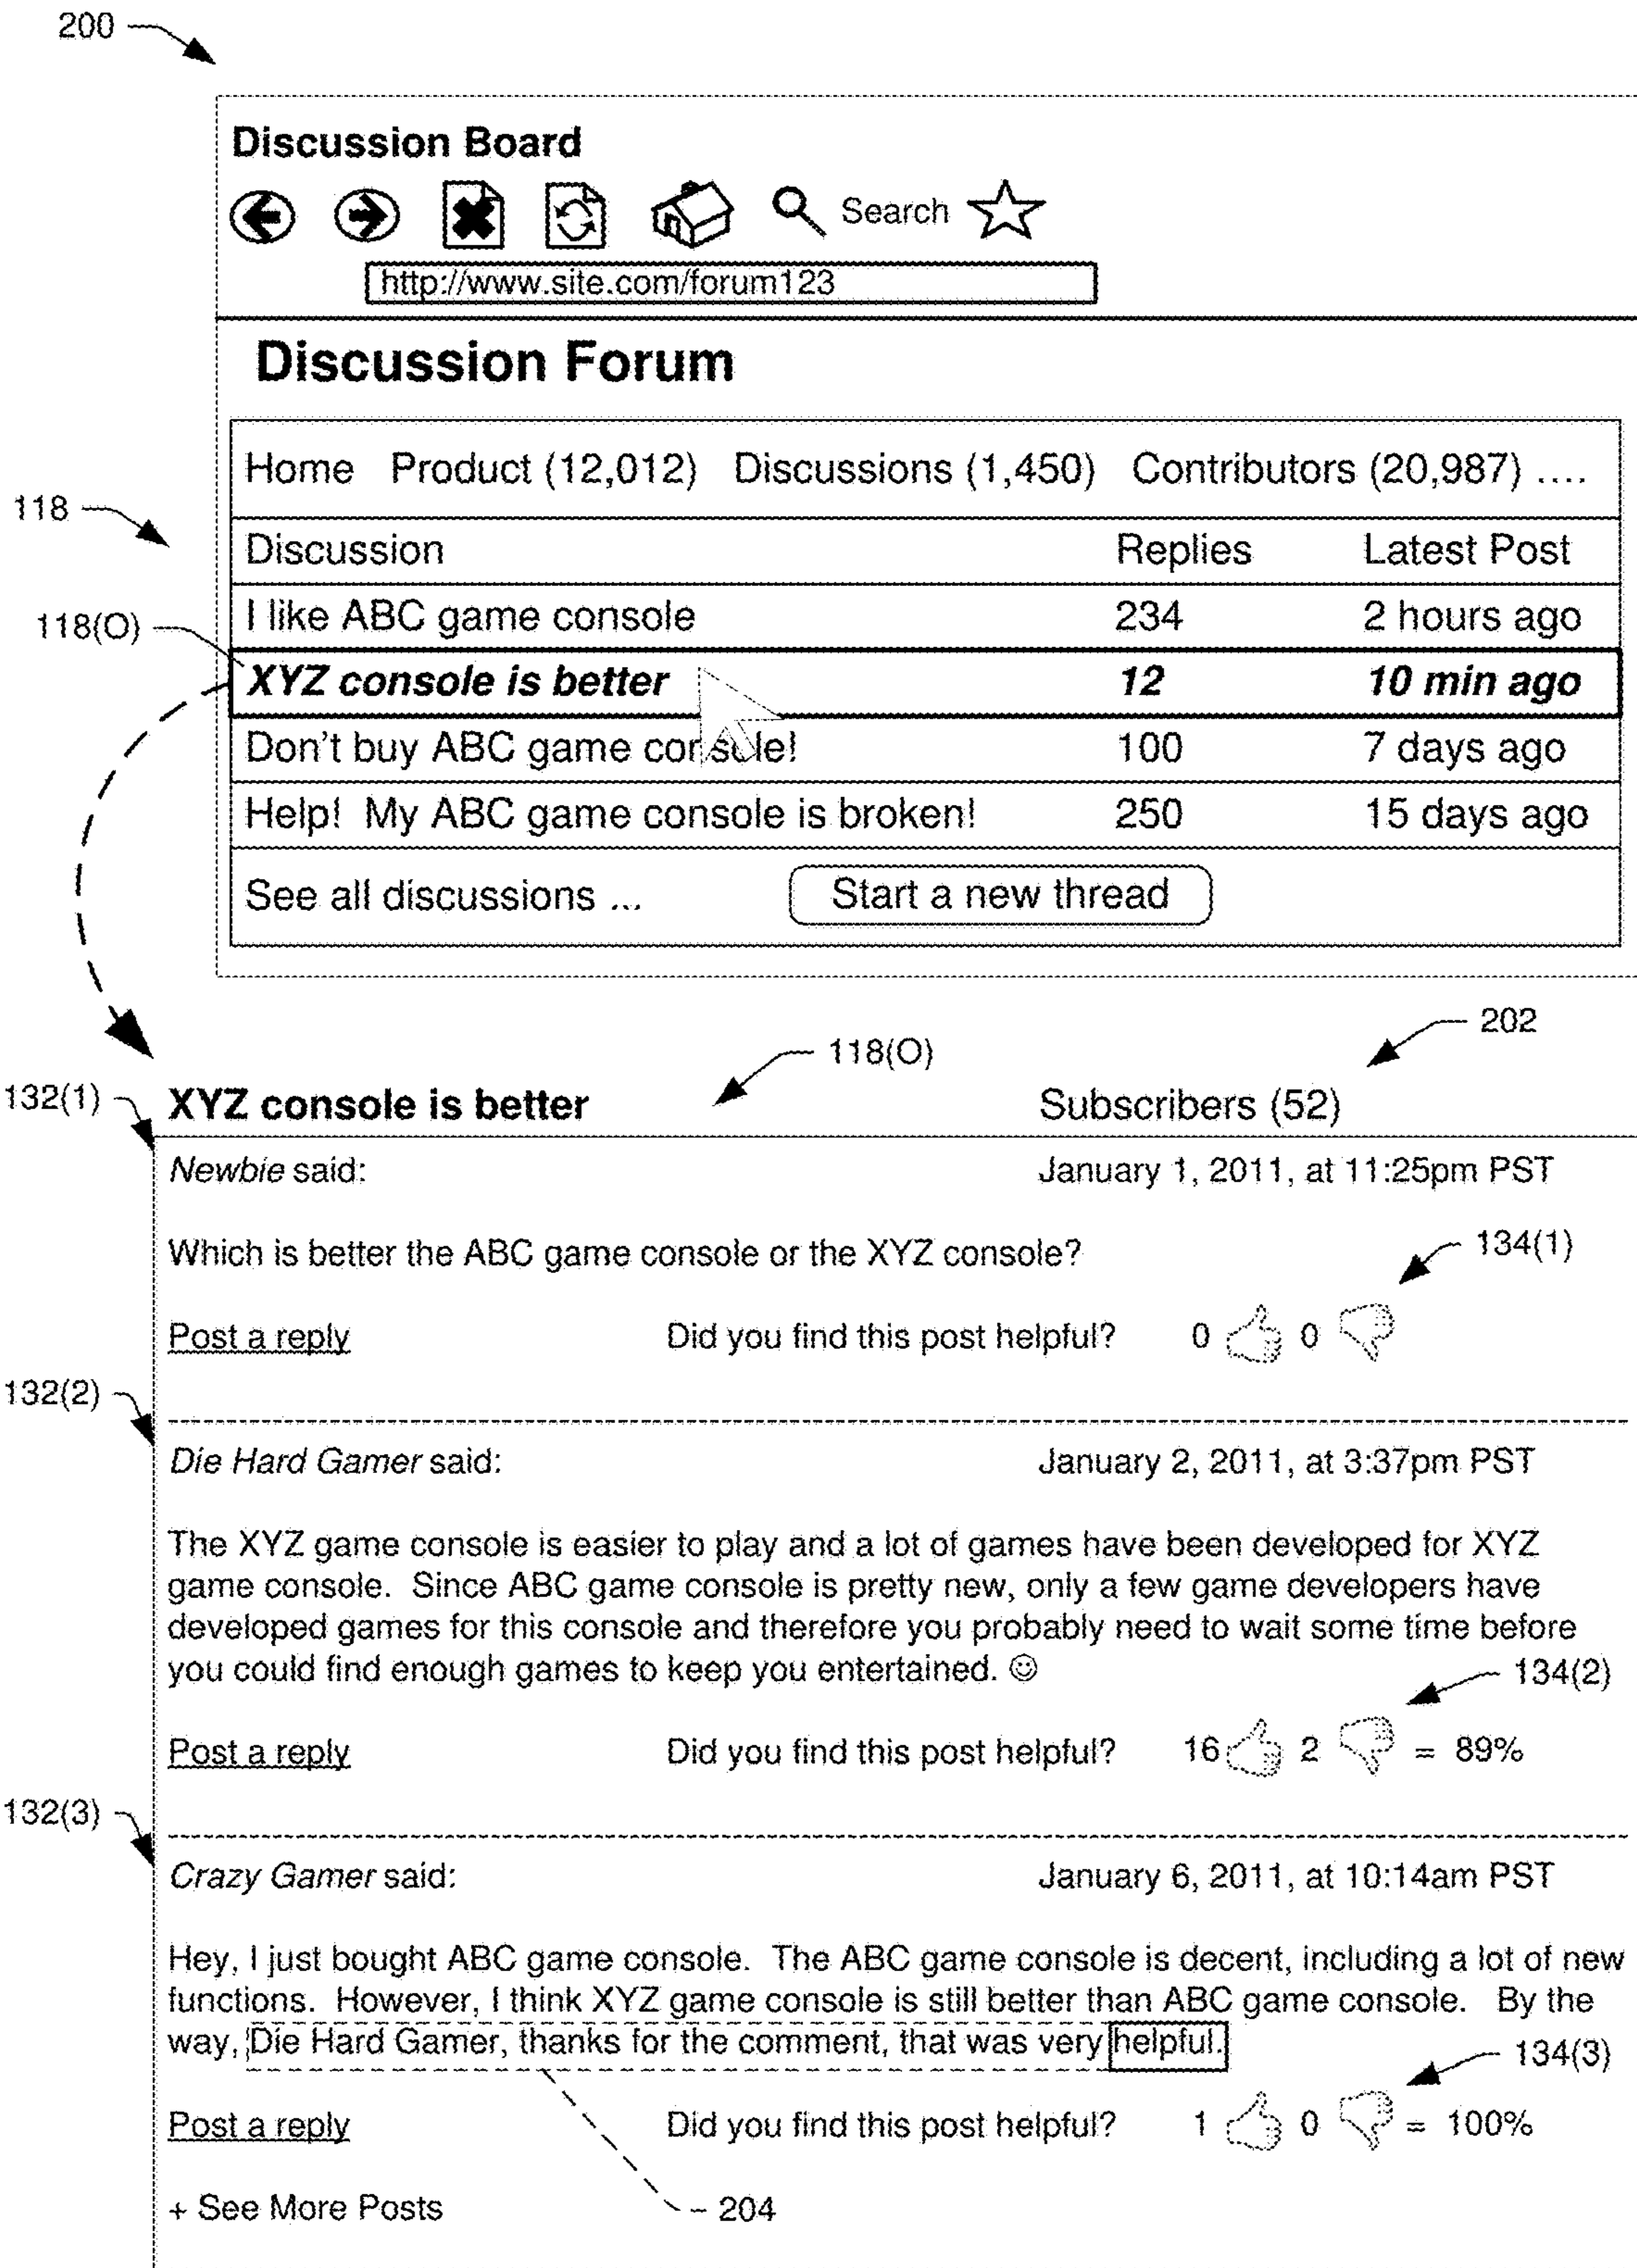 200
Discussion Board
Search
http://www.site.com/forum123
Discussion Forum
Home Product (12,012) Discussions (1,450) Contributors (20,987) ....
118
Discussion Replies Latest Post
I like ABC game console 234 2 hours ago
118(O)
XYZ console is better 12 10 min ago
Don't buy ABC game console! 100 7 days ago
Help! My ABC game console is broken! 250 15 days ago
See all discussions ... Start a new thread
202
118(O)
132(1)
XYZ console is better Subscribers (52)
Newbie said: January 1, 2011, at 11:25pm PST
Which is better the ABC game console or the XYZ console?
134(1)
Post a reply Did you find this post helpful? 0 0
132(2)
Die Hard Gamer said: January 2, 2011, at 3:37pm PST
The XYZ game console is easier to play and a lot of games have been developed for XYZ
game console. Since ABC game console is pretty new, only a few game developers have
developed games for this console and therefore you probably need to wait some time before
you could find enough games to keep you entertained. ☺
134(2)
Post a reply Did you find this post helpful? 16 2 = 89%
132(3)
Crazy Gamer said: January 6, 2011, at 10:14am PST
Hey, I just bought ABC game console. The ABC game console is decent, including a lot of new
functions. However, I think XYZ game console is still better than ABC game console. By the
way, Die Hard Gamer, thanks for the comment, that was very helpful.
134(3)
Post a reply Did you find this post helpful? 1 0 = 100%
+ See More Posts
204